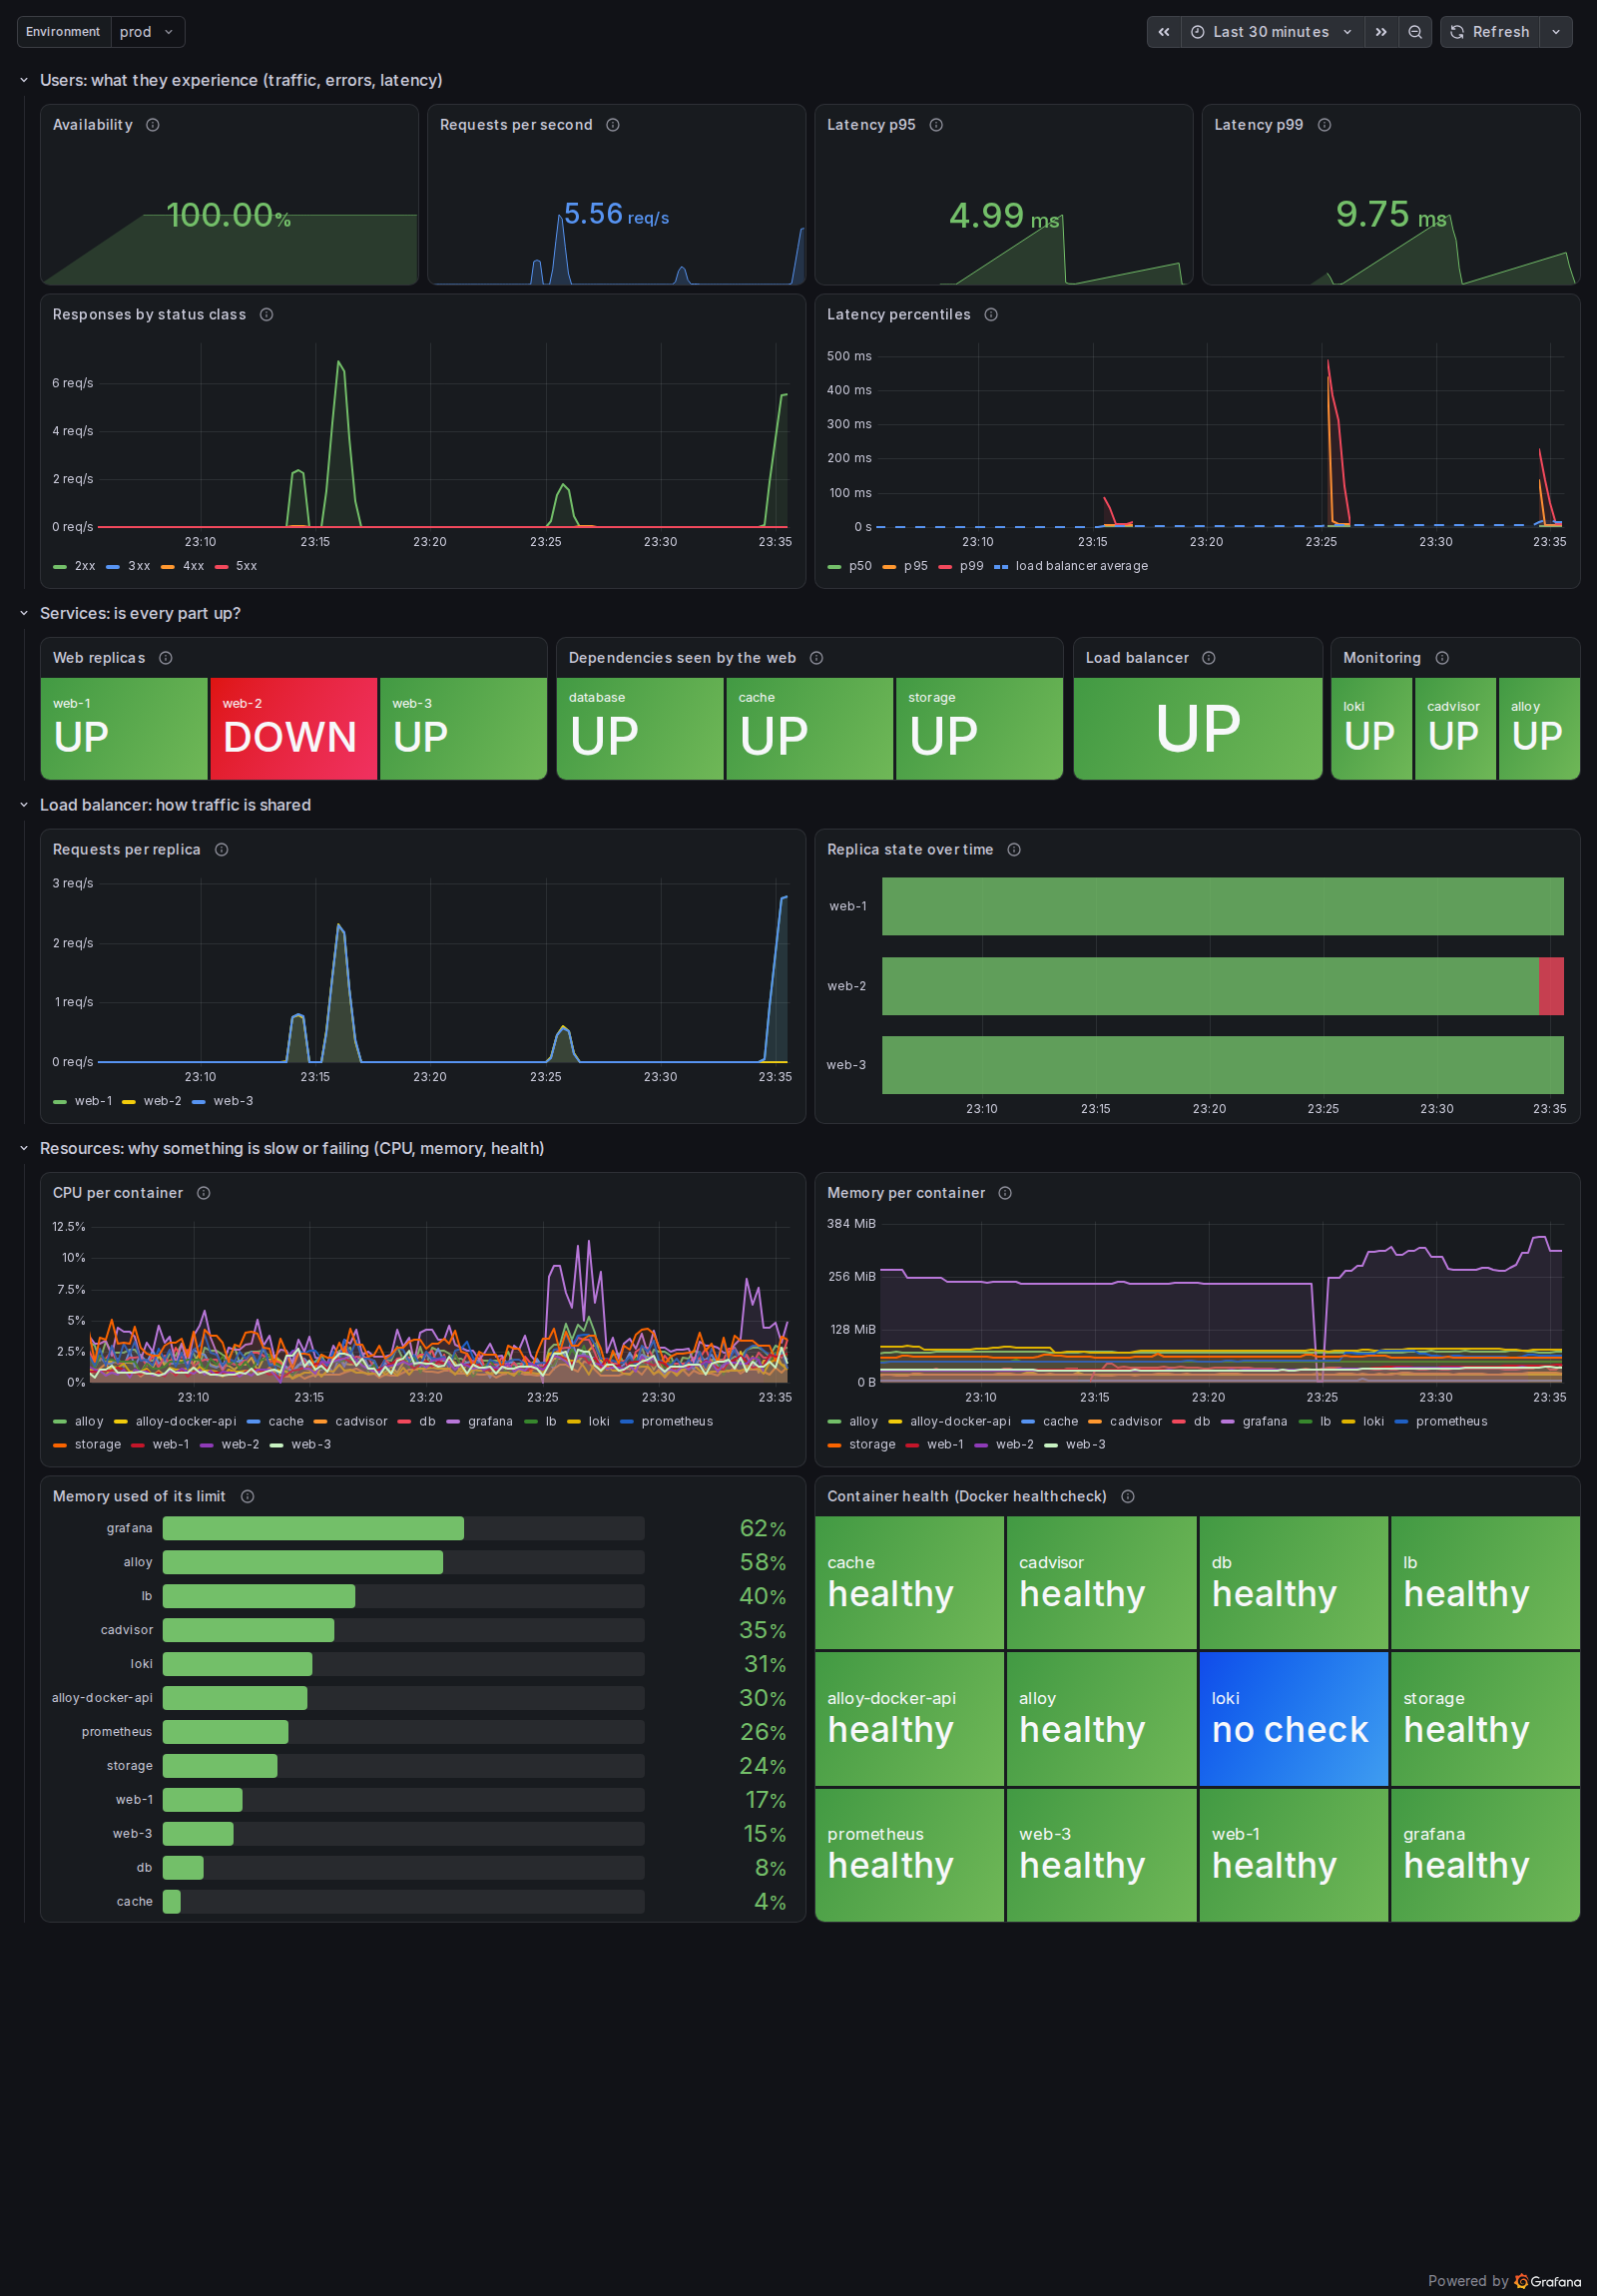 Environment prod
Last 30 minutes
Refresh
Users: what they experience (traffic, errors, latency)
Availability
100.00%
Requests per second
5.56 req/s
Latency p95
4.99 ms
Latency p99
9.75 ms
Responses by status class
6 req/s
4 req/s
2 req/s
0 req/s
23:10 23:15 23:20 23:25 23:30 23:35
2xx 3xx 4xx 5xx
Latency percentiles
500 ms
400 ms
300 ms
200 ms
100 ms
0 s
23:10 23:15 23:20 23:25 23:30 23:35
p50 p95 p99 load balancer average
Services: is every part up?
Web replicas
web-1
UP
web-2
DOWN
web-3
UP
Dependencies seen by the web
database
UP
cache
UP
storage
UP
Load balancer
UP
Monitoring
loki
UP
cadvisor
UP
alloy
UP
Load balancer: how traffic is shared
Requests per replica
3 req/s
2 req/s
1 req/s
0 req/s
23:10 23:15 23:20 23:25 23:30 23:35
web-1 web-2 web-3
Replica state over time
web-1
web-2
web-3
23:10 23:15 23:20 23:25 23:30 23:35
Resources: why something is slow or failing (CPU, memory, health)
CPU per container
12.5%
10%
7.5%
5%
2.5%
0%
23:10 23:15 23:20 23:25 23:30 23:35
alloy alloy-docker-api cache cadvisor db grafana lb loki prometheus
storage web-1 web-2 web-3
Memory per container
384 MiB
256 MiB
128 MiB
0 B
23:10 23:15 23:20 23:25 23:30 23:35
alloy alloy-docker-api cache cadvisor db grafana lb loki prometheus
storage web-1 web-2 web-3
Memory used of its limit
grafana 62%
alloy 58%
lb 40%
cadvisor 35%
loki 31%
alloy-docker-api 30%
prometheus 26%
storage 24%
web-1 17%
web-3 15%
db 8%
cache 4%
Container health (Docker healthcheck)
cache
healthy
cadvisor
healthy
db
healthy
lb
healthy
alloy-docker-api
healthy
alloy
healthy
loki
no check
storage
healthy
prometheus
healthy
web-3
healthy
web-1
healthy
grafana
healthy
Powered by Grafana